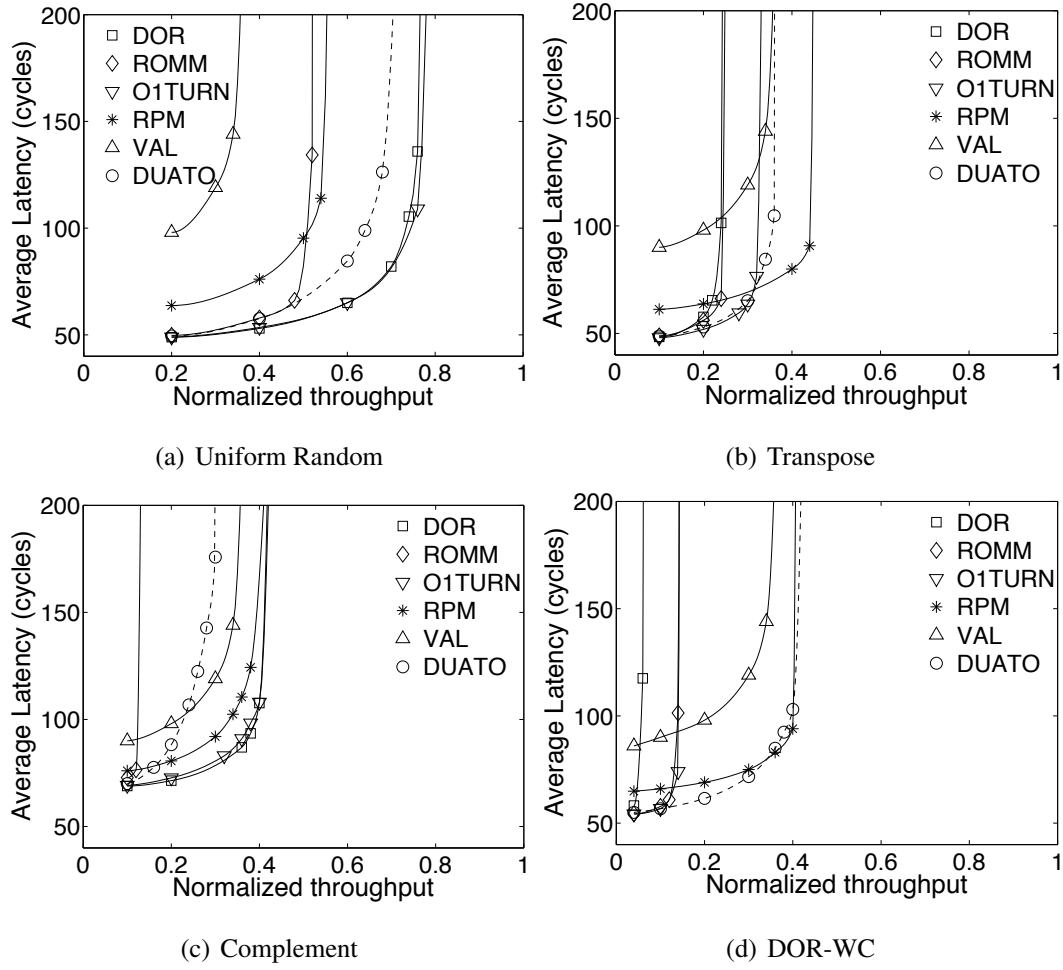 200
150
100
50
Average Latency (cycles)
DOR
ROMM
O1TURN
RPM
VAL
DUATO
0 0.2 0.4 0.6 0.8 1
Normalized throughput
(a) Uniform Random
200
150
100
50
Average Latency (cycles)
DOR
ROMM
O1TURN
RPM
VAL
DUATO
0 0.2 0.4 0.6 0.8 1
Normalized throughput
(b) Transpose
200
150
100
50
Average Latency (cycles)
DOR
ROMM
O1TURN
RPM
VAL
DUATO
0 0.2 0.4 0.6 0.8 1
Normalized throughput
(c) Complement
200
150
100
50
Average Latency (cycles)
DOR
ROMM
O1TURN
RPM
VAL
DUATO
0 0.2 0.4 0.6 0.8 1
Normalized throughput
(d) DOR-WC